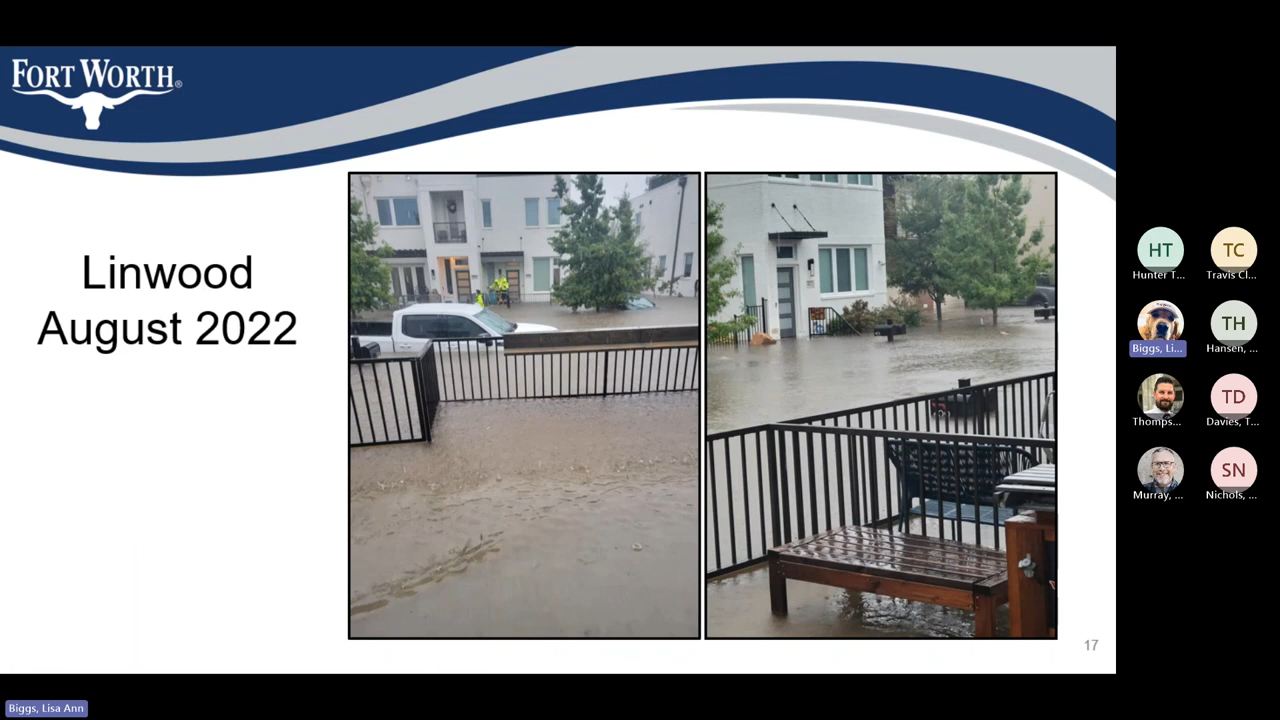 FORT WORTH®
Linwood
August 2022
17
HT
Hunter T...
TC
Travis Cl...
Biggs, Li...
TH
Hansen, ...
Thomps...
TD
Davies, T...
Murray, ...
SN
Nichols, ...
Biggs, Lisa Ann